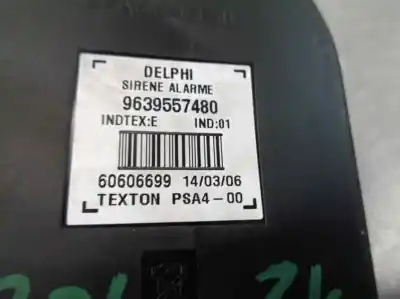 DELPHI
SIRENE ALARME
9639557480
INDTEX:E IND:01
60606699 14/03/06
TEXTON PSA4-00